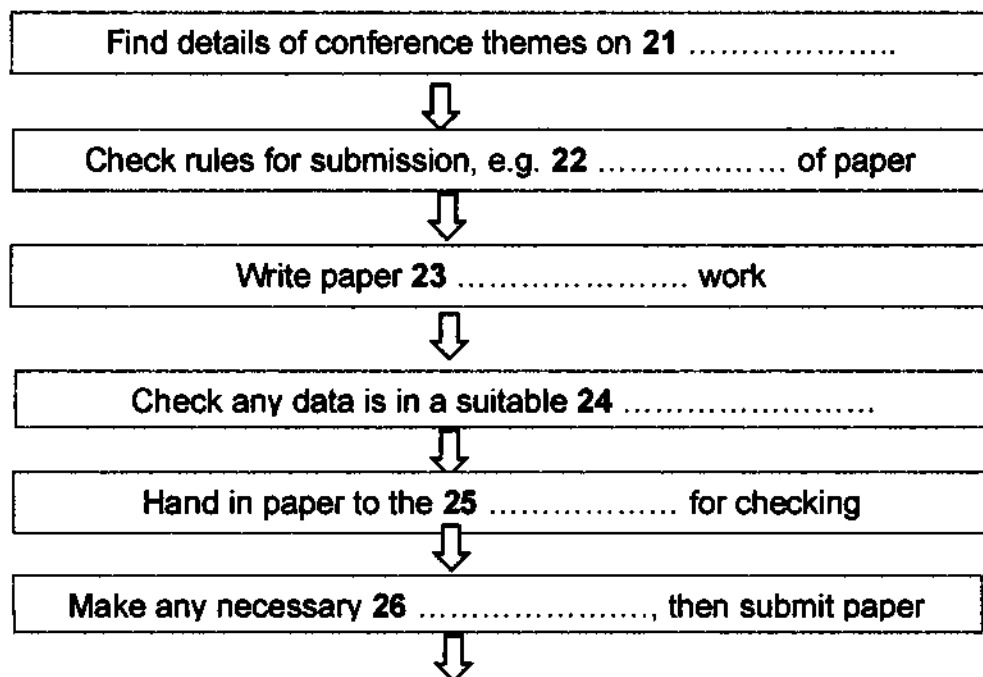 Find details of conference themes on 21 …………………..
Check rules for submission, e.g. 22 ……………… of paper
Write paper 23 ………………….. work
Check any data is in a suitable 24 ……………………
Hand in paper to the 25 ……………… for checking
Make any necessary 26 …………………., then submit paper